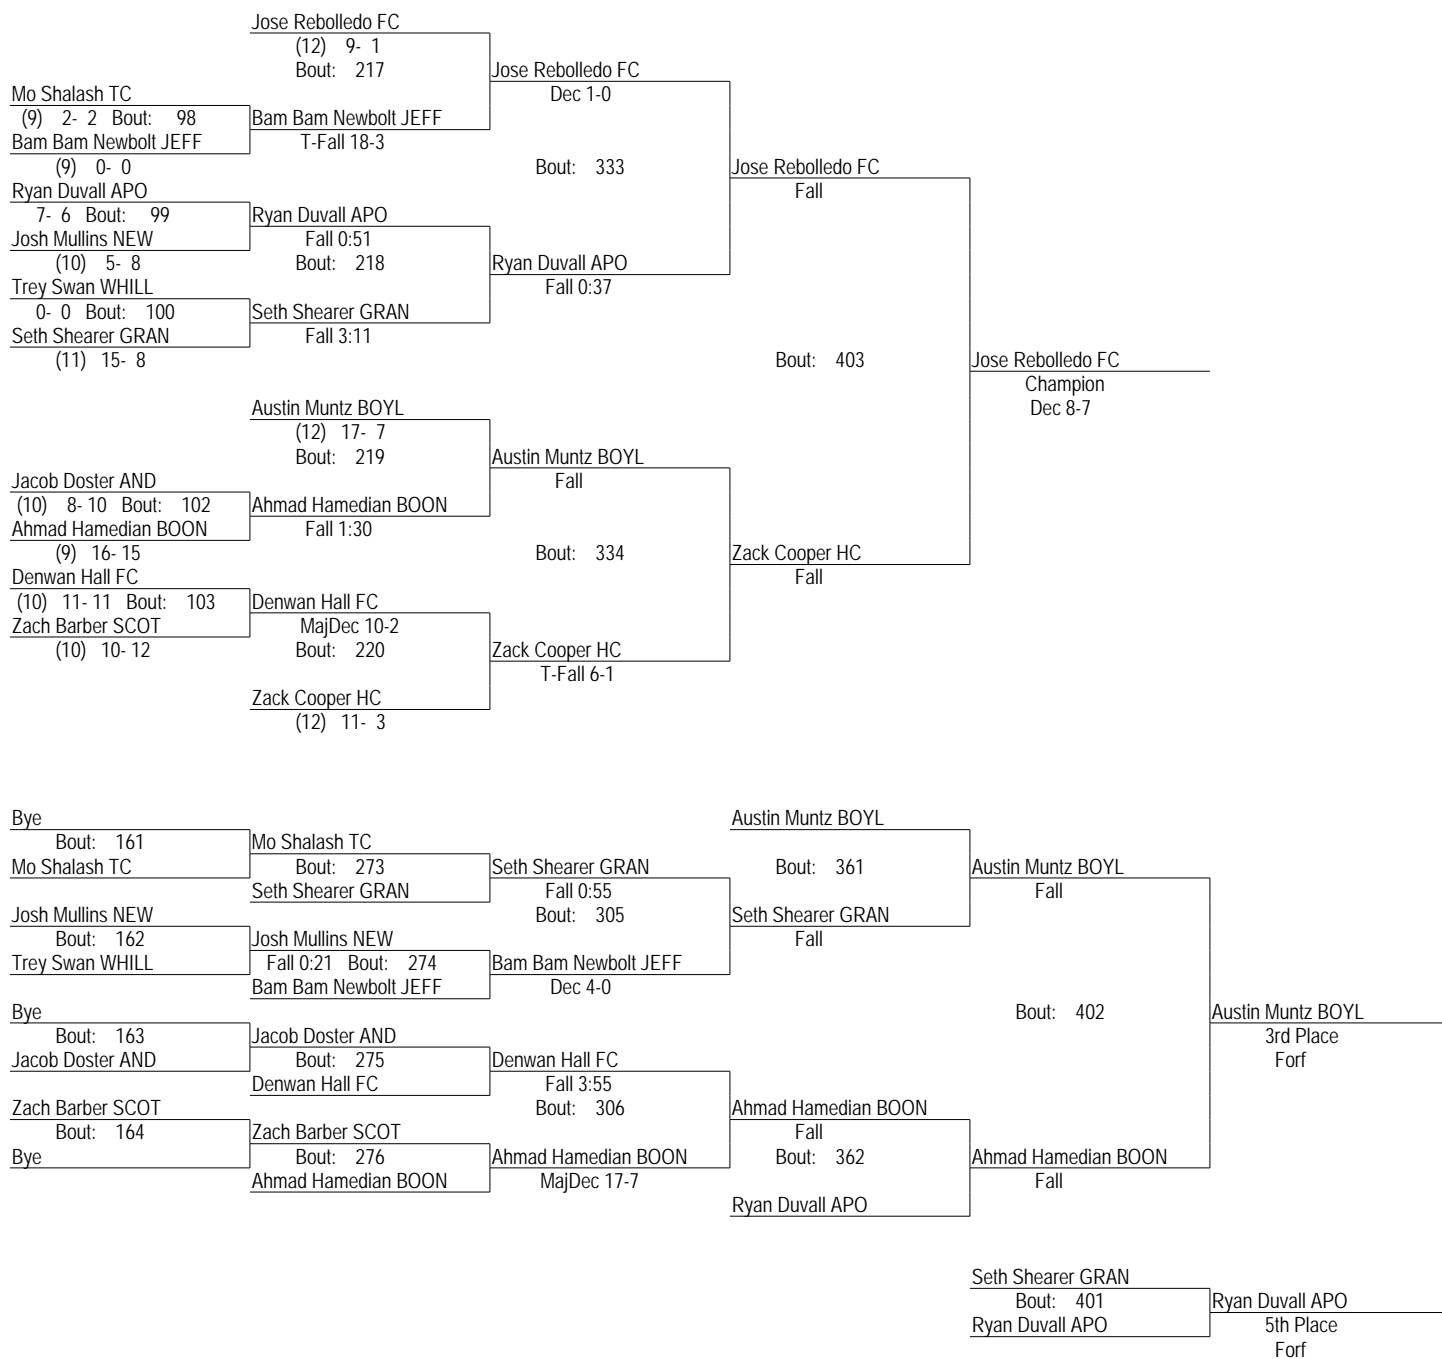 Jose Rebolledo FC
(12) 9- 1
Bout: 217
Jose Rebolledo FC
Dec 1-0
Mo Shalash TC
(9) 2- 2 Bout: 98
Bam Bam Newbolt JEFF
T-Fall 18-3
Bam Bam Newbolt JEFF
(9) 0- 0
Bout: 333
Jose Rebolledo FC
Fall
Ryan Duvall APO
7- 6 Bout: 99
Ryan Duvall APO
Fall 0:51
Josh Mullins NEW
(10) 5- 8
Bout: 218
Ryan Duvall APO
Fall 0:37
Trey Swan WHILL
0- 0 Bout: 100
Seth Shearer GRAN
Fall 3:11
Seth Shearer GRAN
(11) 15- 8
Bout: 403
Jose Rebolledo FC
Champion
Dec 8-7
Austin Muntz BOYL
(12) 17- 7
Bout: 219
Austin Muntz BOYL
Fall
Jacob Doster AND
(10) 8- 10 Bout: 102
Ahmad Hamedian BOON
Fall 1:30
Ahmad Hamedian BOON
(9) 16- 15
Bout: 334
Zack Cooper HC
Fall
Denwan Hall FC
(10) 11- 11 Bout: 103
Denwan Hall FC
MajDec 10-2
Zach Barber SCOT
(10) 10- 12
Bout: 220
Zack Cooper HC
T-Fall 6-1
Zack Cooper HC
(12) 11- 3
Bye
Bout: 161
Mo Shalash TC
Mo Shalash TC
Bout: 273
Seth Shearer GRAN
Seth Shearer GRAN
Fall 0:55
Bout: 305
Austin Muntz BOYL
Bout: 361
Austin Muntz BOYL
Fall
Josh Mullins NEW
Bout: 162
Trey Swan WHILL
Josh Mullins NEW
Fall 0:21 Bout: 274
Bam Bam Newbolt JEFF
Bam Bam Newbolt JEFF
Dec 4-0
Seth Shearer GRAN
Fall
Bye
Bout: 163
Jacob Doster AND
Jacob Doster AND
Bout: 275
Denwan Hall FC
Denwan Hall FC
Fall 3:55
Bout: 306
Bout: 402
Austin Muntz BOYL
3rd Place
Forf
Zach Barber SCOT
Bout: 164
Bye
Zach Barber SCOT
Bout: 276
Ahmad Hamedian BOON
Ahmad Hamedian BOON
MajDec 17-7
Ahmad Hamedian BOON
Fall
Bout: 362
Ryan Duvall APO
Ahmad Hamedian BOON
Fall
Seth Shearer GRAN
Bout: 401
Ryan Duvall APO
Ryan Duvall APO
5th Place
Forf